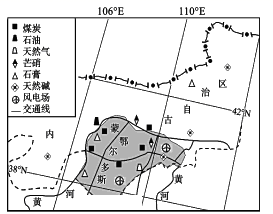 106°E
110°E
煤炭
石油
天然气
芒硝
石膏
天然碱
风电场
交通线
治
区
自
42°N
内
蒙
古
鄂
尔
多
斯
38°N
黄
河
黄
河